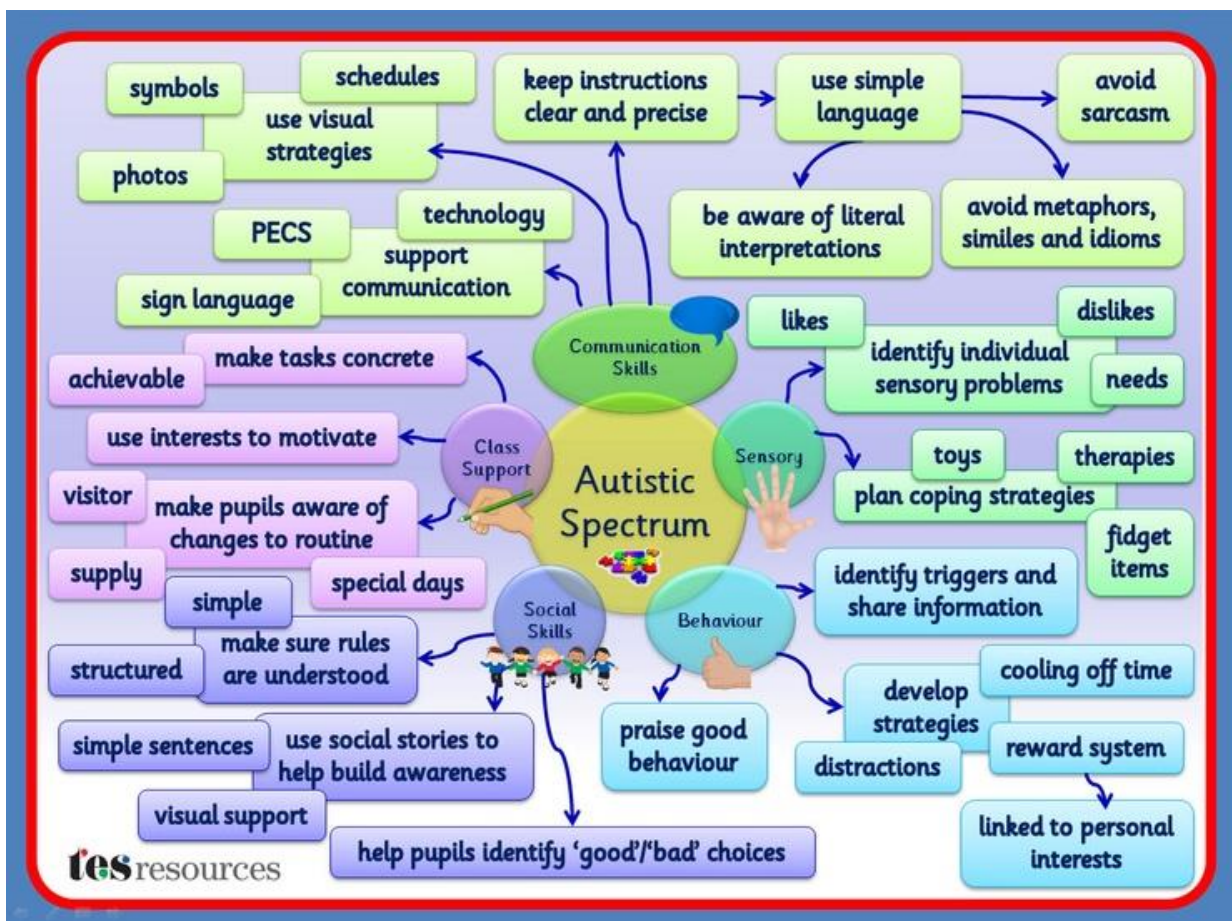 symbols
schedules
use visual
strategies
photos
keep instructions
clear and precise
use simple
language
avoid
sarcasm
be aware of literal
interpretations
avoid metaphors,
similes and idioms
PECS
technology
support
communication
sign language
Communication
Skills
likes
dislikes
identify individual
sensory problems
needs
make tasks concrete
achievable
use interests to motivate
Class
Support
visitor
make pupils aware of
changes to routine
supply
special days
Autistic
Spectrum
Sensory
toys
therapies
plan coping strategies
fidget
items
simple
make sure rules
are understood
structured
Social
Skills
simple sentences
use social stories to
help build awareness
visual support
help pupils identify ‘good’/‘bad’ choices
Behaviour
identify triggers and
share information
praise good
behaviour
develop
strategies
cooling off time
distractions
reward system
linked to personal
interests
tes resources